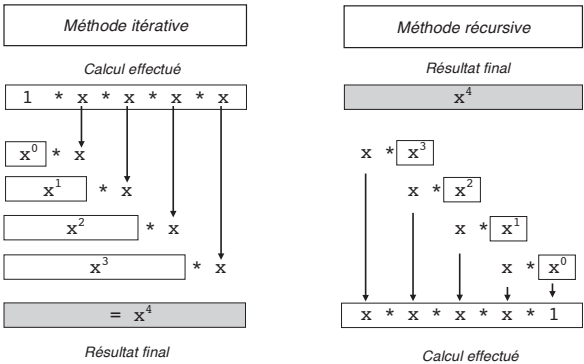 Méthode itérative
Calcul effectué
1 * x * x * x * x
x⁰ * x
x¹ * x
x² * x
x³ * x
= x⁴
Résultat final
Méthode récursive
Résultat final
x⁴
x * x³
x * x²
x * x¹
x * x⁰
x * x * x * x * 1
Calcul effectué